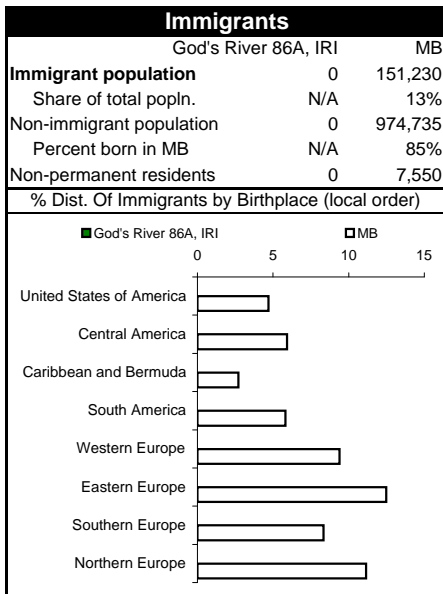 Immigrants
God's River 86A, IRI MB
Immigrant population 0 151,230
Share of total popln. N/A 13%
Non-immigrant population 0 974,735
Percent born in MB N/A 85%
Non-permanent residents 0 7,550
% Dist. Of Immigrants by Birthplace (local order)
God's River 86A, IRI MB
0 5 10 15
United States of America
Central America
Caribbean and Bermuda
South America
Western Europe
Eastern Europe
Southern Europe
Northern Europe